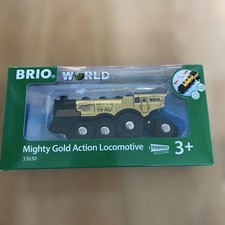 BRIO WORLD
Mighty Gold Action Locomotive
33630
3+